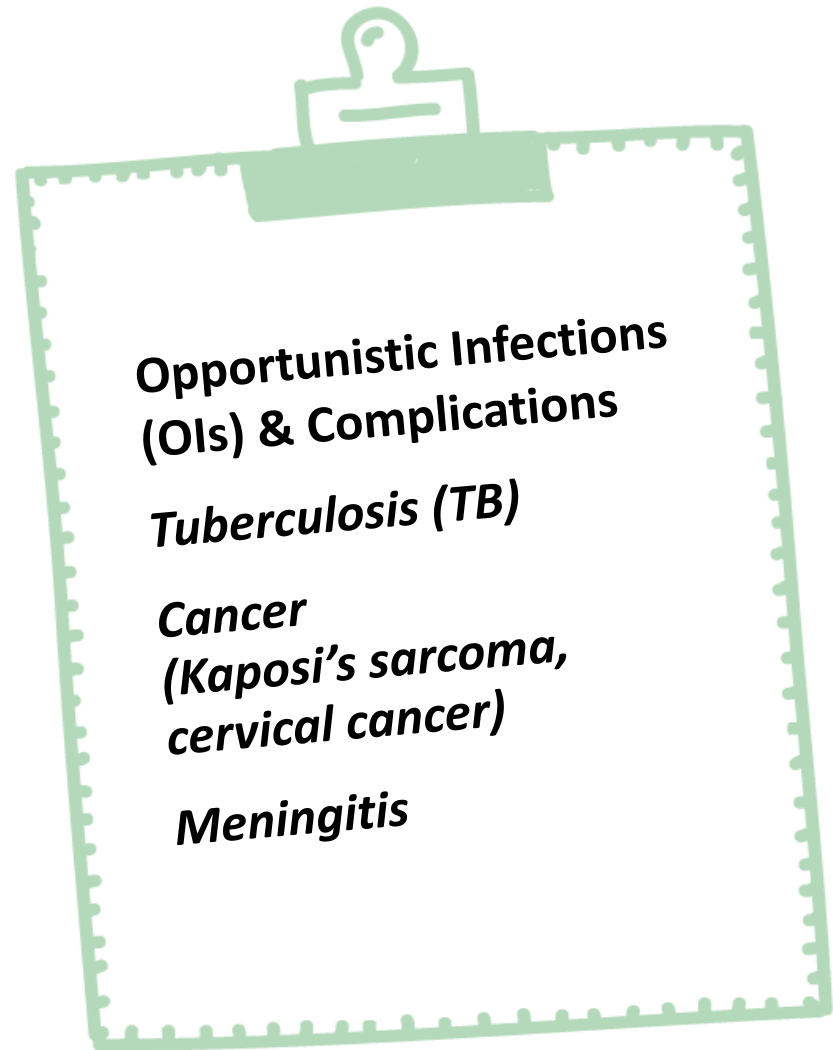 Opportunistic Infections
(OIs) & Complications
Tuberculosis (TB)
Cancer
(Kaposi’s sarcoma,
cervical cancer)
Meningitis